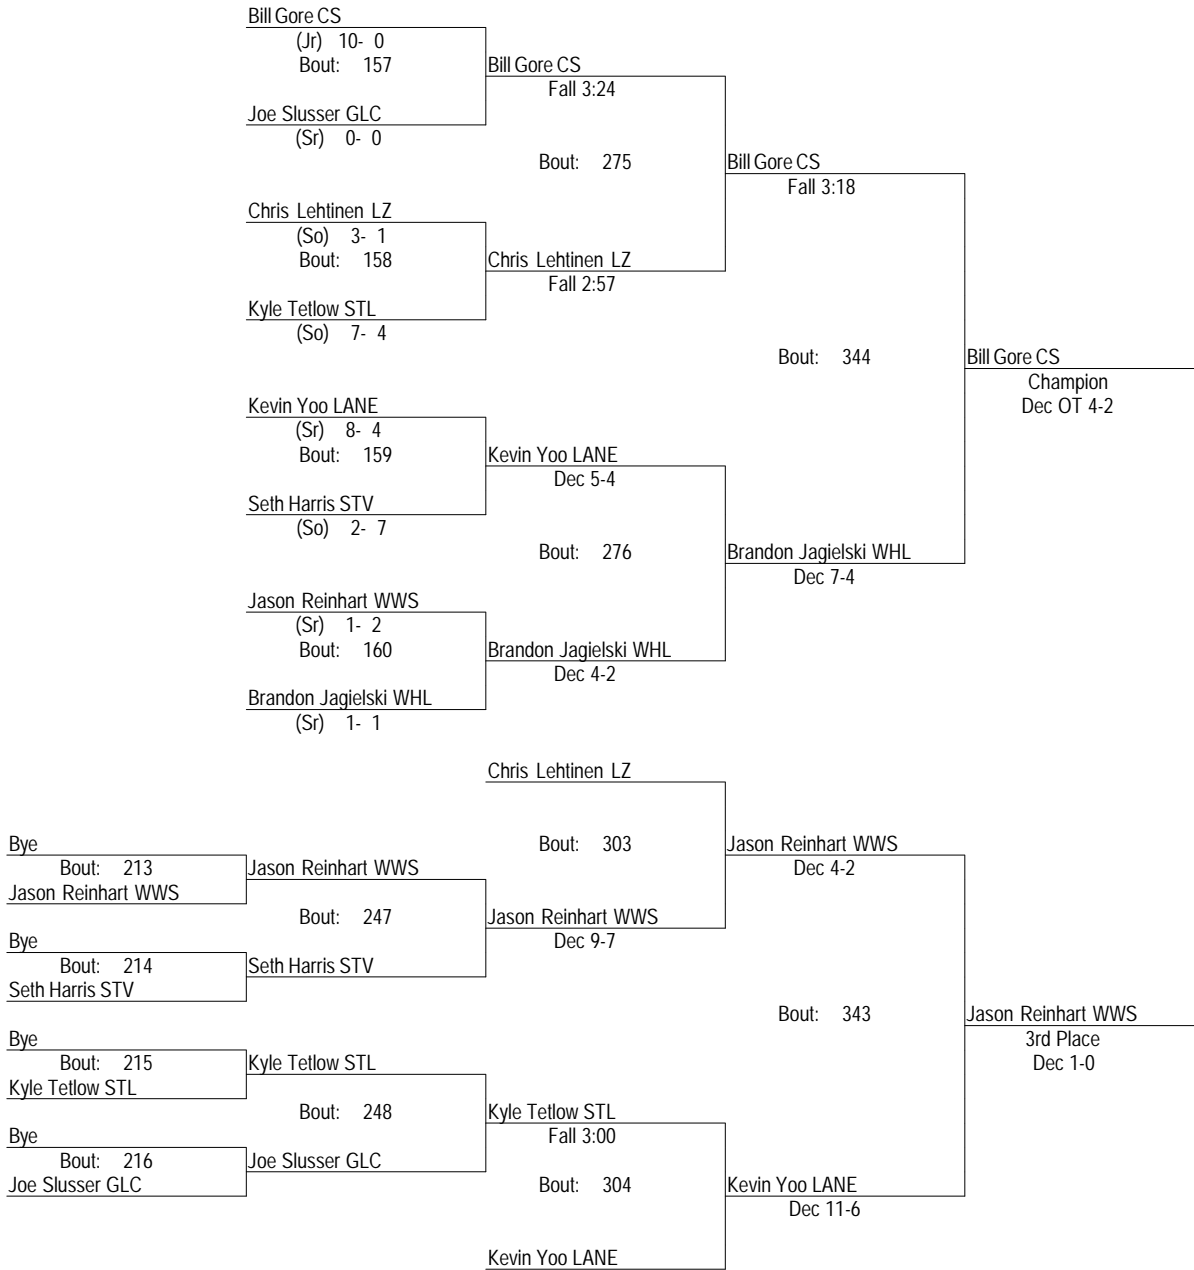 Bill Gore CS
(Jr) 10- 0
Bout: 157
Bill Gore CS
Fall 3:24
Joe Slusser GLC
(Sr) 0- 0
Bout: 275
Bill Gore CS
Fall 3:18
Chris Lehtinen LZ
(So) 3- 1
Bout: 158
Chris Lehtinen LZ
Fall 2:57
Kyle Tetlow STL
(So) 7- 4
Bout: 344
Bill Gore CS
Champion
Dec OT 4-2
Kevin Yoo LANE
(Sr) 8- 4
Bout: 159
Kevin Yoo LANE
Dec 5-4
Seth Harris STV
(So) 2- 7
Bout: 276
Brandon Jagielski WHL
Dec 7-4
Jason Reinhart WWS
(Sr) 1- 2
Bout: 160
Brandon Jagielski WHL
Dec 4-2
Brandon Jagielski WHL
(Sr) 1- 1
Chris Lehtinen LZ
Bye
Bout: 213
Jason Reinhart WWS
Jason Reinhart WWS
Bout: 303
Jason Reinhart WWS
Dec 4-2
Bout: 247
Jason Reinhart WWS
Dec 9-7
Bye
Bout: 214
Seth Harris STV
Seth Harris STV
Bout: 343
Jason Reinhart WWS
3rd Place
Dec 1-0
Bye
Bout: 215
Kyle Tetlow STL
Kyle Tetlow STL
Bout: 248
Kyle Tetlow STL
Fall 3:00
Bye
Bout: 216
Joe Slusser GLC
Joe Slusser GLC
Bout: 304
Kevin Yoo LANE
Dec 11-6
Kevin Yoo LANE